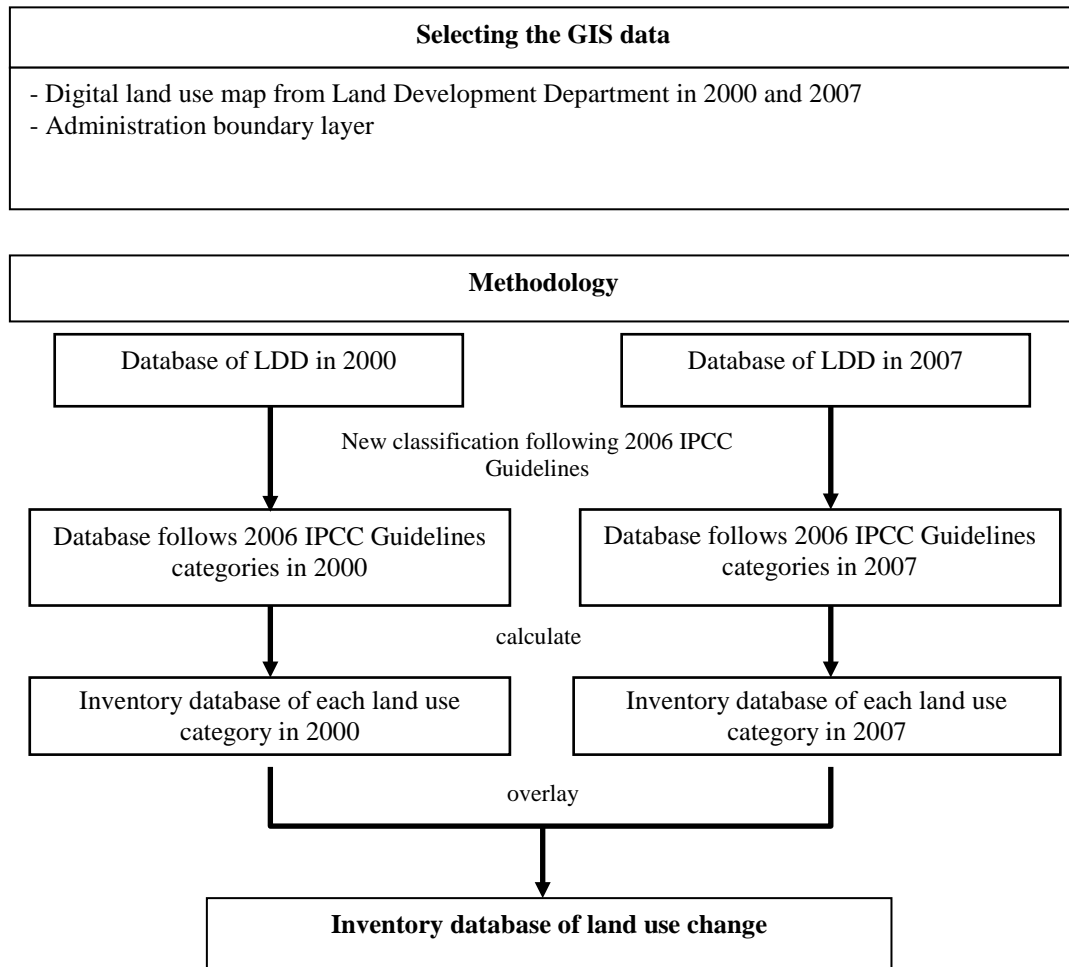 Selecting the GIS data
- Digital land use map from Land Development Department in 2000 and 2007
- Administration boundary layer
Methodology
Database of LDD in 2000
Database of LDD in 2007
New classification following 2006 IPCC
Guidelines
Database follows 2006 IPCC Guidelines
categories in 2000
Database follows 2006 IPCC Guidelines
categories in 2007
calculate
Inventory database of each land use
category in 2000
Inventory database of each land use
category in 2007
overlay
Inventory database of land use change